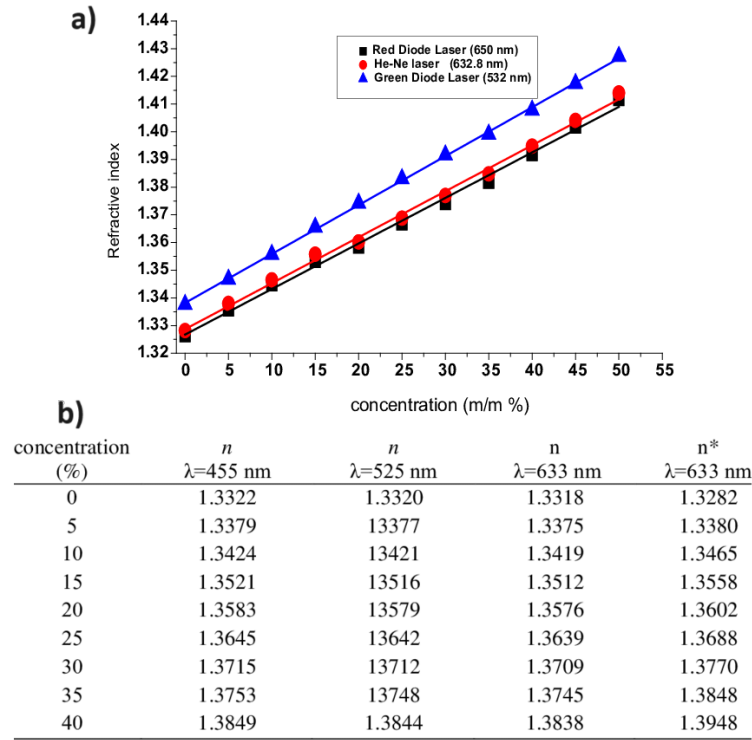 a)
1.44
1.43
1.42
1.41
1.40
1.39
1.38
1.37
1.36
1.35
1.34
1.33
1.32
Refractive index
Red Diode Laser (650 nm)
He-Ne laser (632.8 nm)
Green Diode Laser (532 nm)
0 5 10 15 20 25 30 35 40 45 50 55
concentration (m/m %)
b)
concentration n n n n*
(%) λ=455 nm λ=525 nm λ=633 nm λ=633 nm
0 1.3322 1.3320 1.3318 1.3282
5 1.3379 13377 1.3375 1.3380
10 1.3424 13421 1.3419 1.3465
15 1.3521 13516 1.3512 1.3558
20 1.3583 13579 1.3576 1.3602
25 1.3645 13642 1.3639 1.3688
30 1.3715 13712 1.3709 1.3770
35 1.3753 13748 1.3745 1.3848
40 1.3849 1.3844 1.3838 1.3948